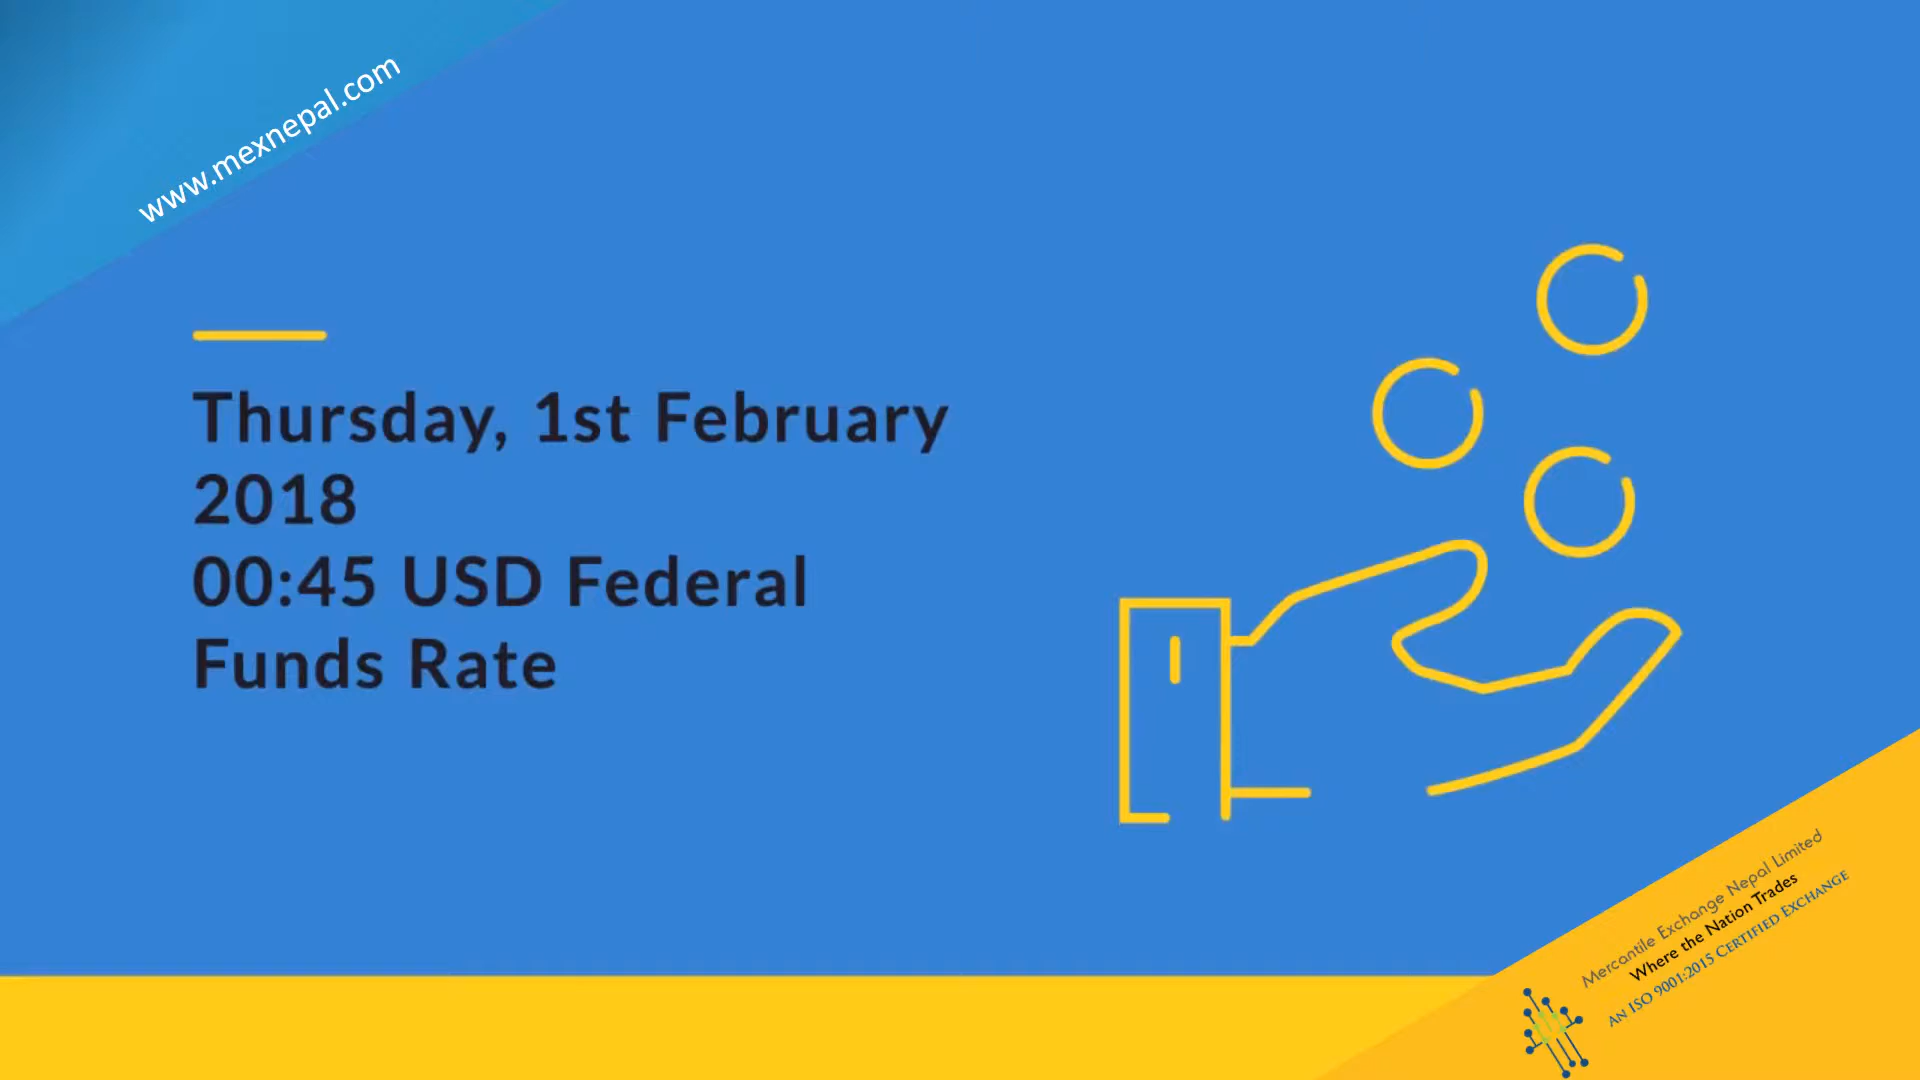 www.mexnepal.com
Thursday, 1st February
2018
00:45 USD Federal
Funds Rate
Mercantile Exchange Nepal Limited
Where the Nation Trades
AN ISO 9001:2015 CERTIFIED EXCHANGE